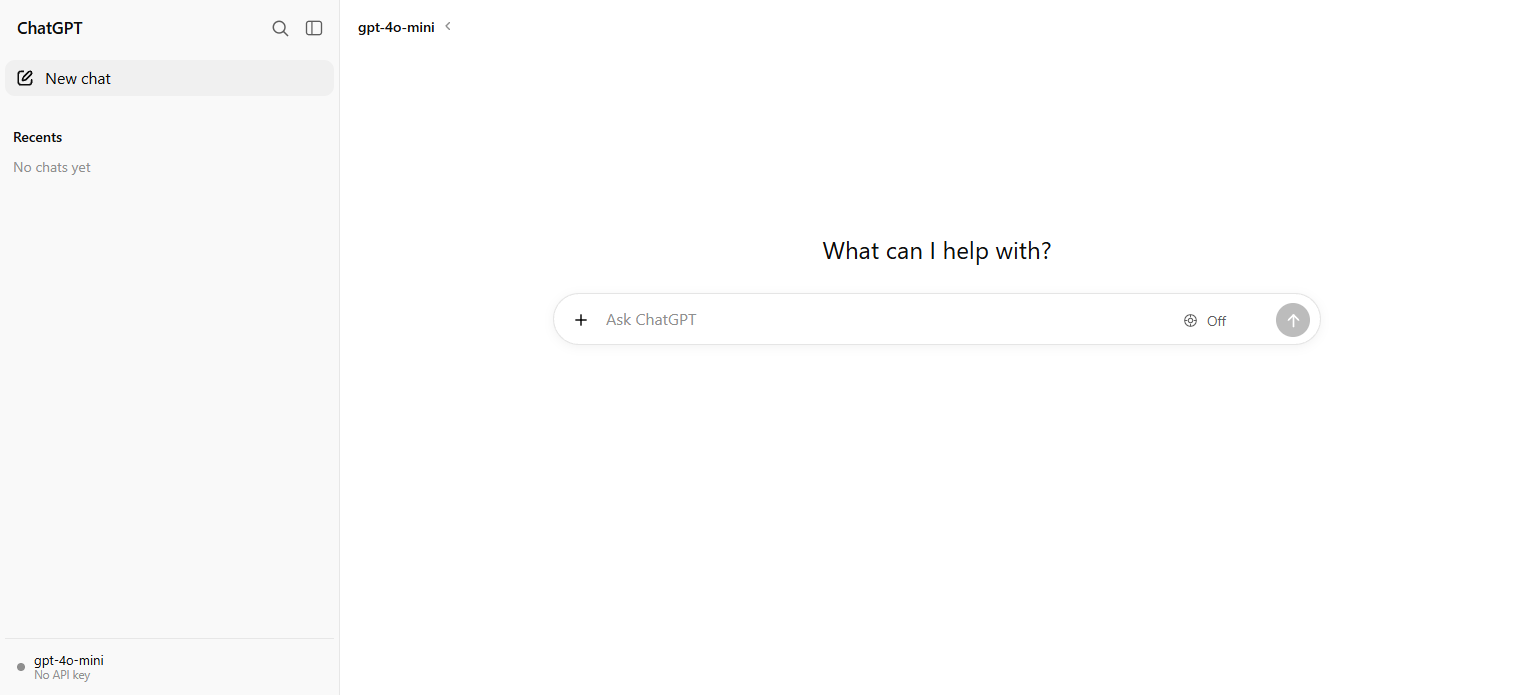 ChatGPT
New chat
Recents
No chats yet
gpt-4o-mini
No API key
gpt-4o-mini
What can I help with?
Ask ChatGPT
Off